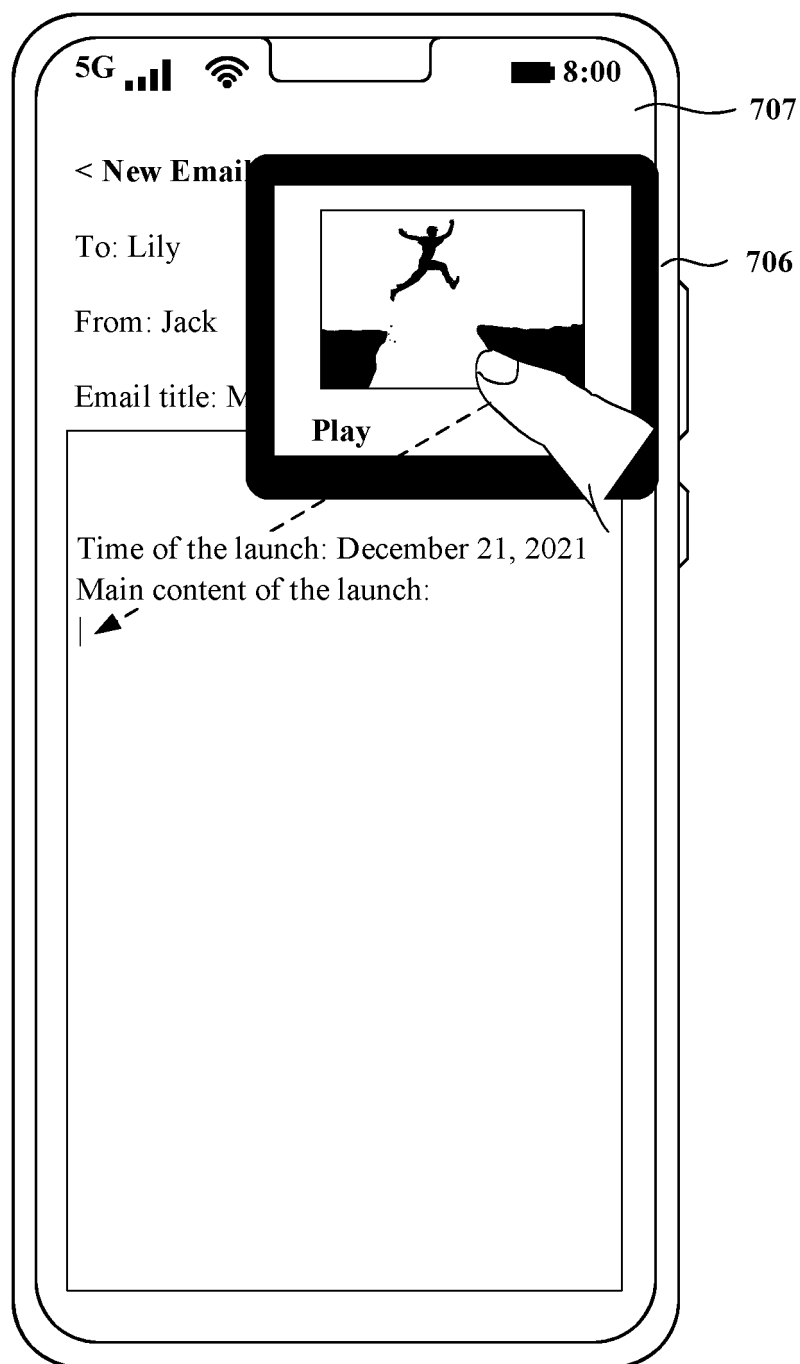 5G 8:00
707
< New Email
706
To: Lily
From: Jack
Email title: M
Play
Time of the launch: December 21, 2021
Main content of the launch: